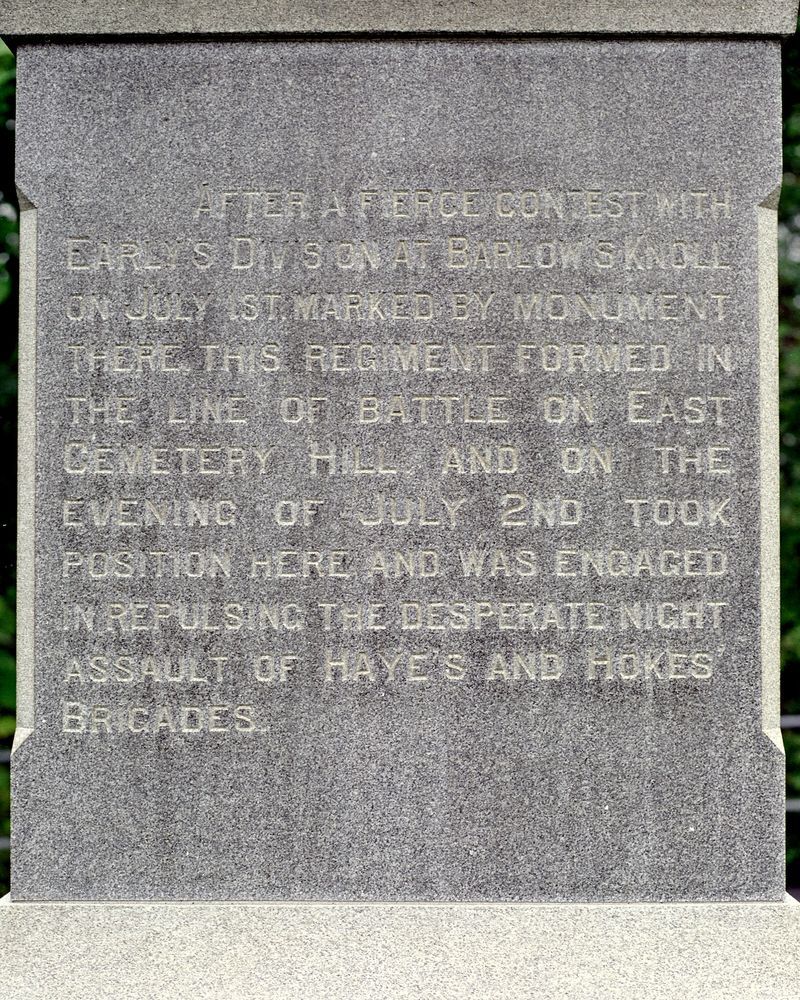 AFTER A FIERCE CONTEST WITH
EARLY'S DIVISION AT BARLOW'S KNOLL
ON JULY 1ST. MARKED BY MONUMENT
THERE, THIS REGIMENT FORMED IN
THE LINE OF BATTLE ON EAST
CEMETERY HILL, AND ON THE
EVENING OF JULY 2ND TOOK
POSITION HERE AND WAS ENGAGED
IN REPULSING THE DESPERATE NIGHT
ASSAULT OF HAYE'S AND HOKES'
BRIGADES.